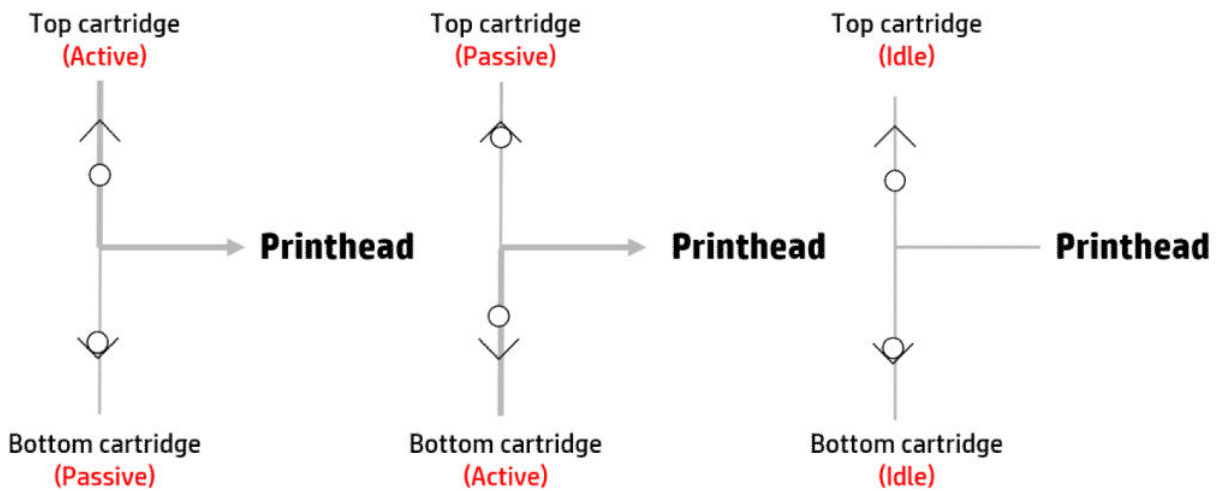 Top cartridge
(Active)
Printhead
Bottom cartridge
(Passive)
Top cartridge
(Passive)
Printhead
Bottom cartridge
(Active)
Top cartridge
(Idle)
Printhead
Bottom cartridge
(Idle)